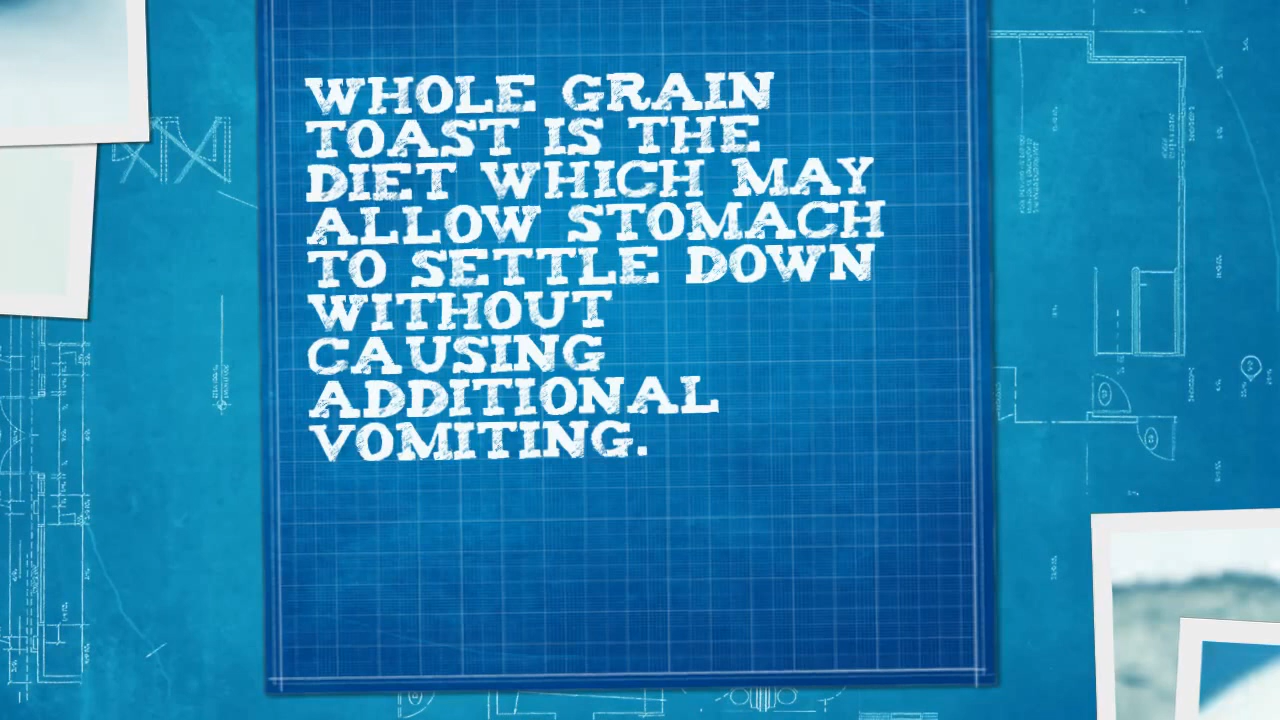 WHOLE GRAIN
TOAST IS THE
DIET WHICH MAY
ALLOW STOMACH
TO SETTLE DOWN
WITHOUT
CAUSING
ADDITIONAL
VOMITING.